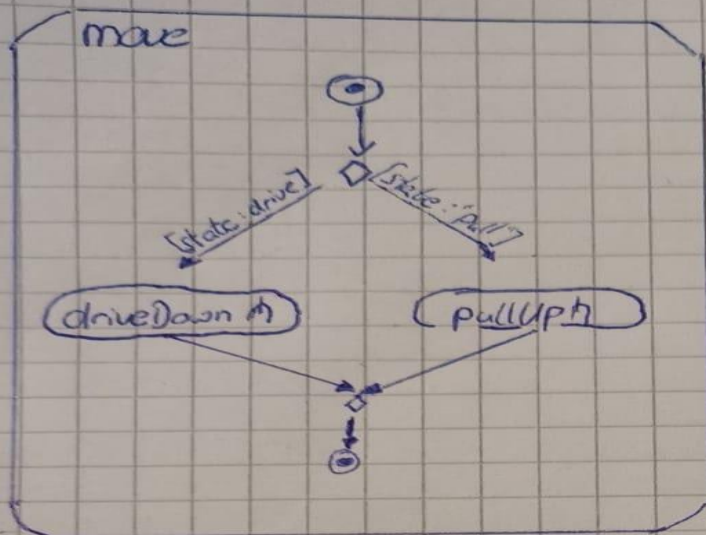 move
[state:drive]
[state:"pull"]
driveDown
pullUp